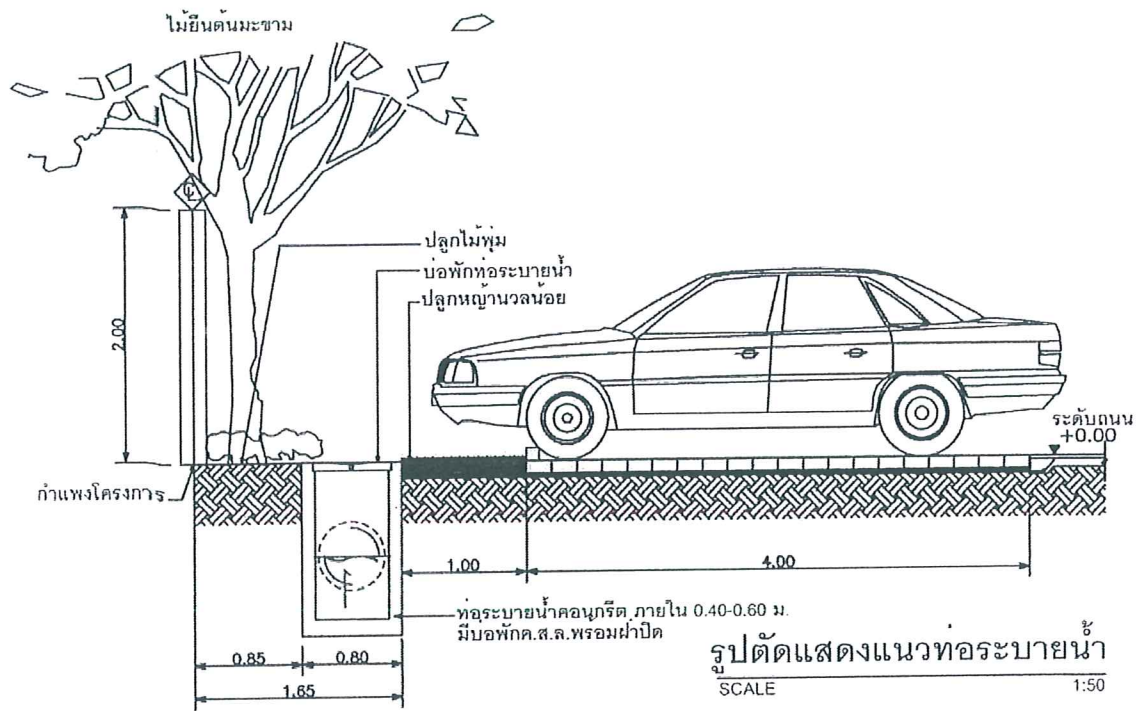 ไม้ยืนต้นมะขาม
CL
2.00
ปลูกไม้พุ่ม
บ่อพักท่อระบายน้ำ
ปลูกหญ้านวลน้อย
ระดับถนน
+0.00
กำแพงโครงการ
1.00
4.00
ท่อระบายน้ำคอนกรีต ภายใน 0.40-0.60 ม.
มีบ่อพักค.ส.ล.พร้อมฝาปิด
0.85
0.80
1.65
รูปตัดแสดงแนวท่อระบายน้ำ
SCALE 1:50